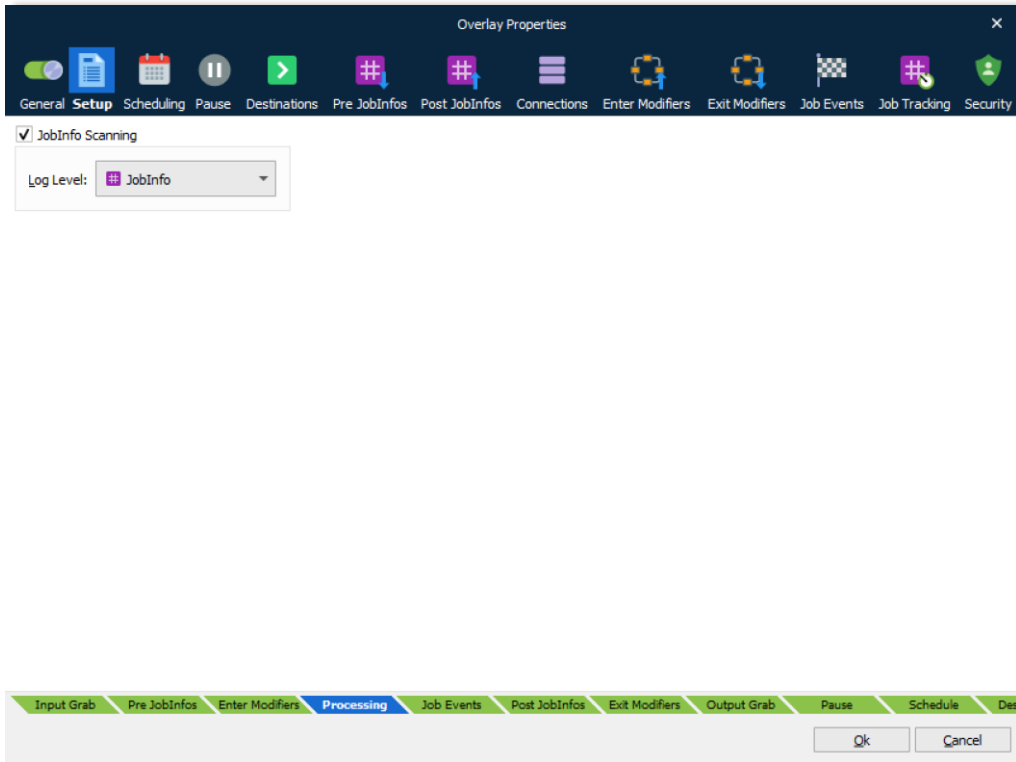 Overlay Properties
General Setup Scheduling Pause Destinations Pre JobInfos Post JobInfos Connections Enter Modifiers Exit Modifiers Job Events Job Tracking Security
JobInfo Scanning
Log Level: JobInfo
Input Grab Pre JobInfos Enter Modifiers Processing Job Events Post JobInfos Exit Modifiers Output Grab Pause Schedule Des
Ok Cancel